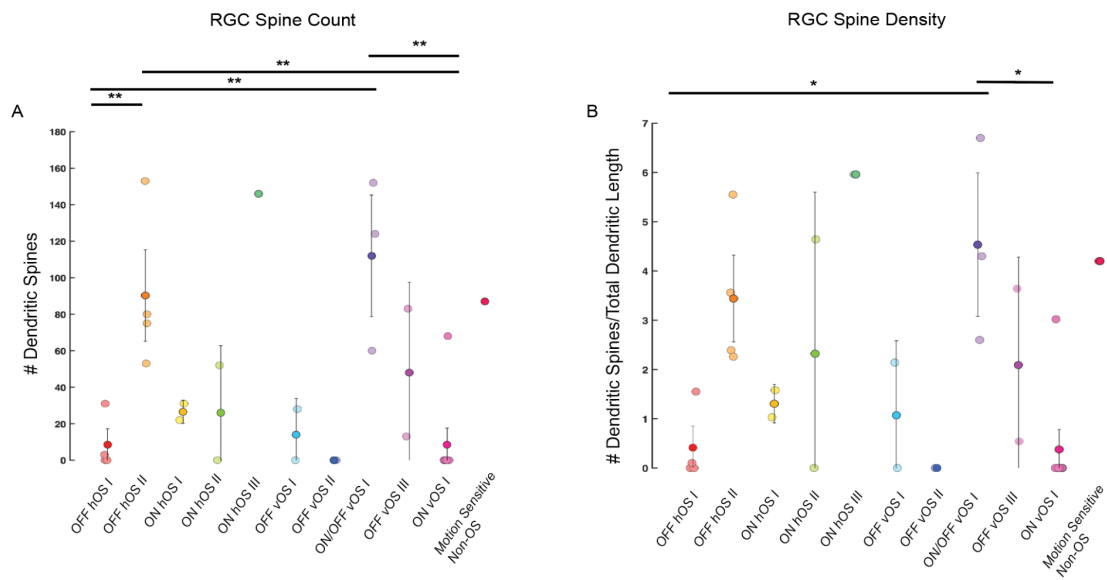 RGC Spine Count
RGC Spine Density
**
**
**
**
*
*
A
B
# Dendritic Spines
180
160
140
120
100
80
60
40
20
0
OFF hOS I
OFF hOS II
ON hOS I
ON hOS II
ON hOS III
OFF vOS I
OFF vOS II
ON/OFF vOS I
OFF vOS III
ON vOS I
Motion Sensitive
Non-OS
# Dendritic Spines/Total Dendritic Length
7
6
5
4
3
2
1
0
OFF hOS I
OFF hOS II
ON hOS I
ON hOS II
ON hOS III
OFF vOS I
OFF vOS II
ON/OFF vOS I
OFF vOS III
ON vOS I
Motion Sensitive
Non-OS